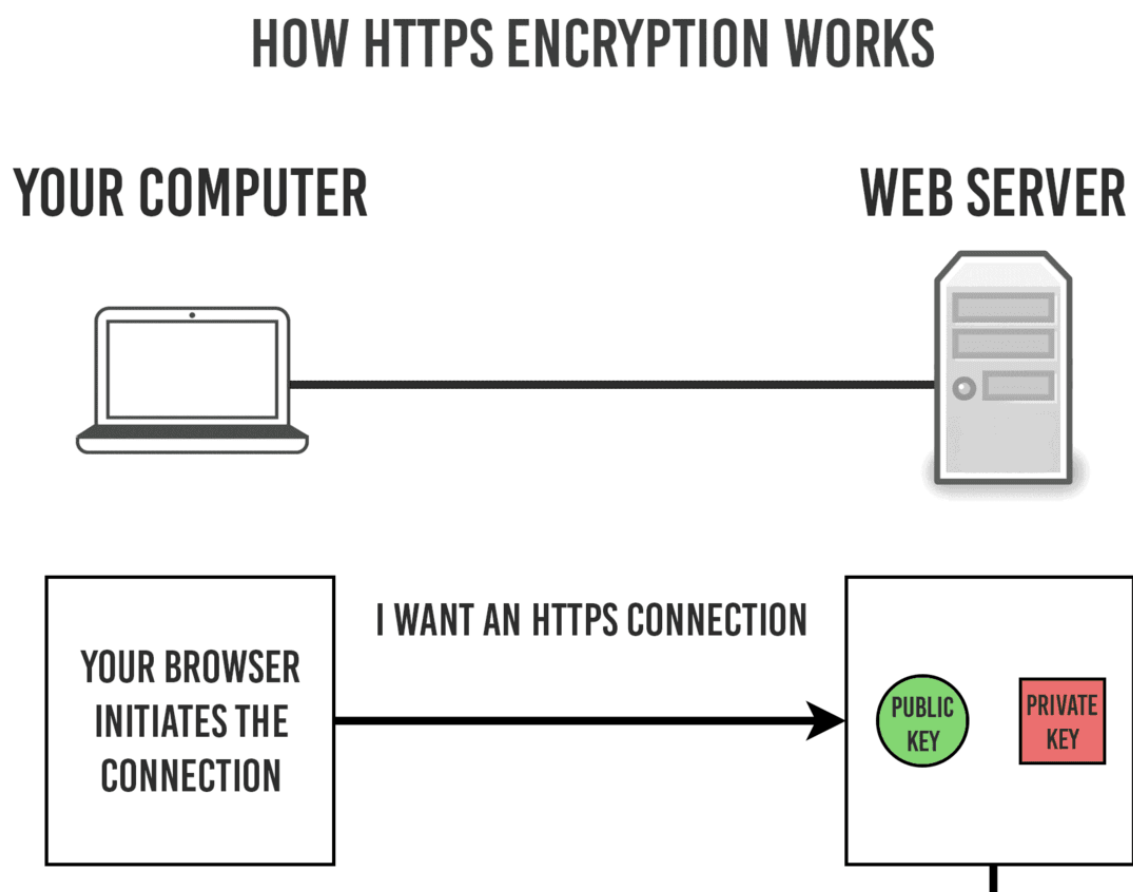 HOW HTTPS ENCRYPTION WORKS
YOUR COMPUTER
WEB SERVER
YOUR BROWSER
INITIATES THE
CONNECTION
I WANT AN HTTPS CONNECTION
PUBLIC
KEY
PRIVATE
KEY